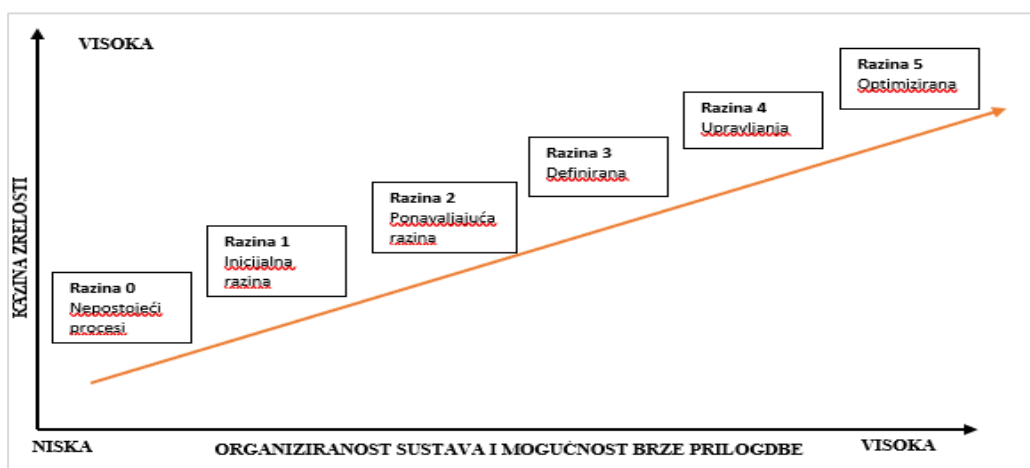 VISOKA
Razina 5
Optimizirana
Razina 4
Upravljanja
Razina 3
Definirana
Razina 2
Ponavaljajuća
razina
Razina 1
Inicijalna
razina
Razina 0
Nepostojeći
procesi
RAZINA ZRELOSTI
NISKA
ORGANIZIRANOST SUSTAVA I MOGUĆNOST BRZE PRILOGDBE
VISOKA